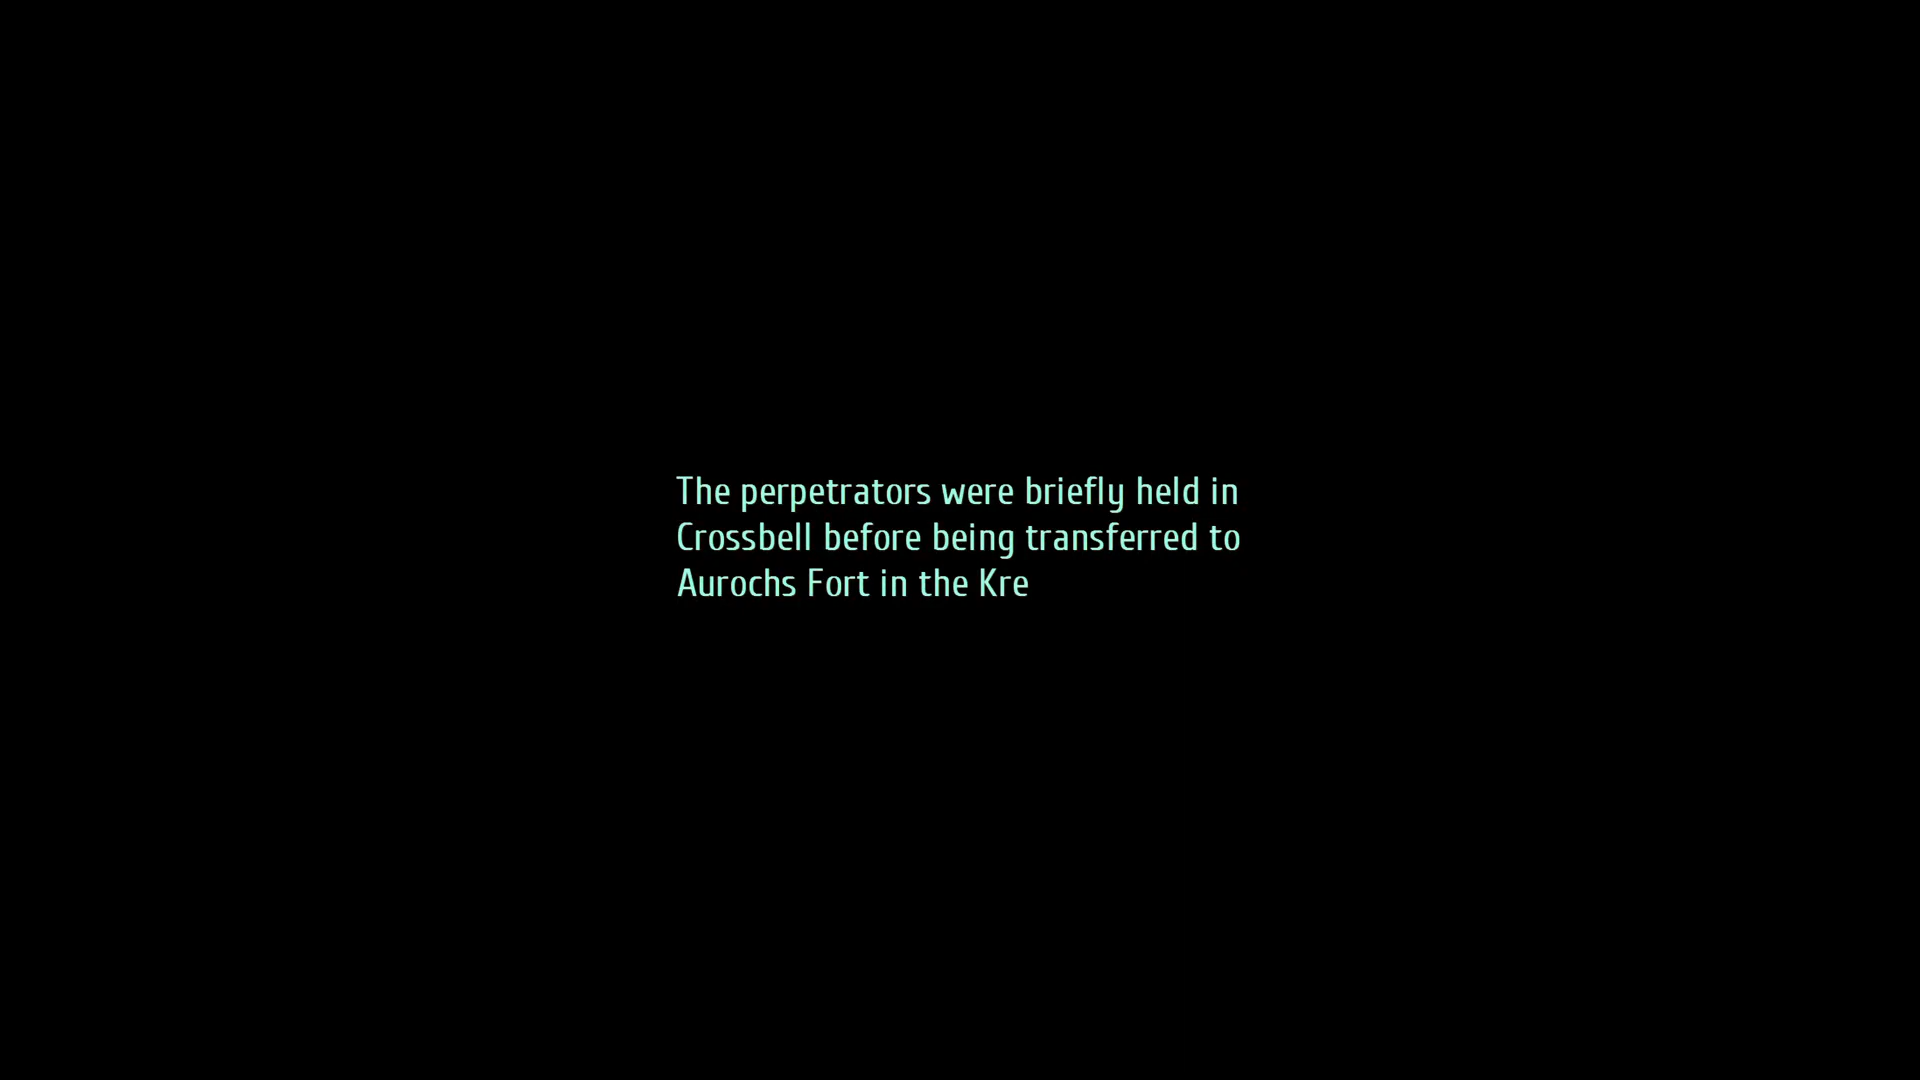 The perpetrators were briefly held in
Crossbell before being transferred to
Aurochs Fort in the Kre